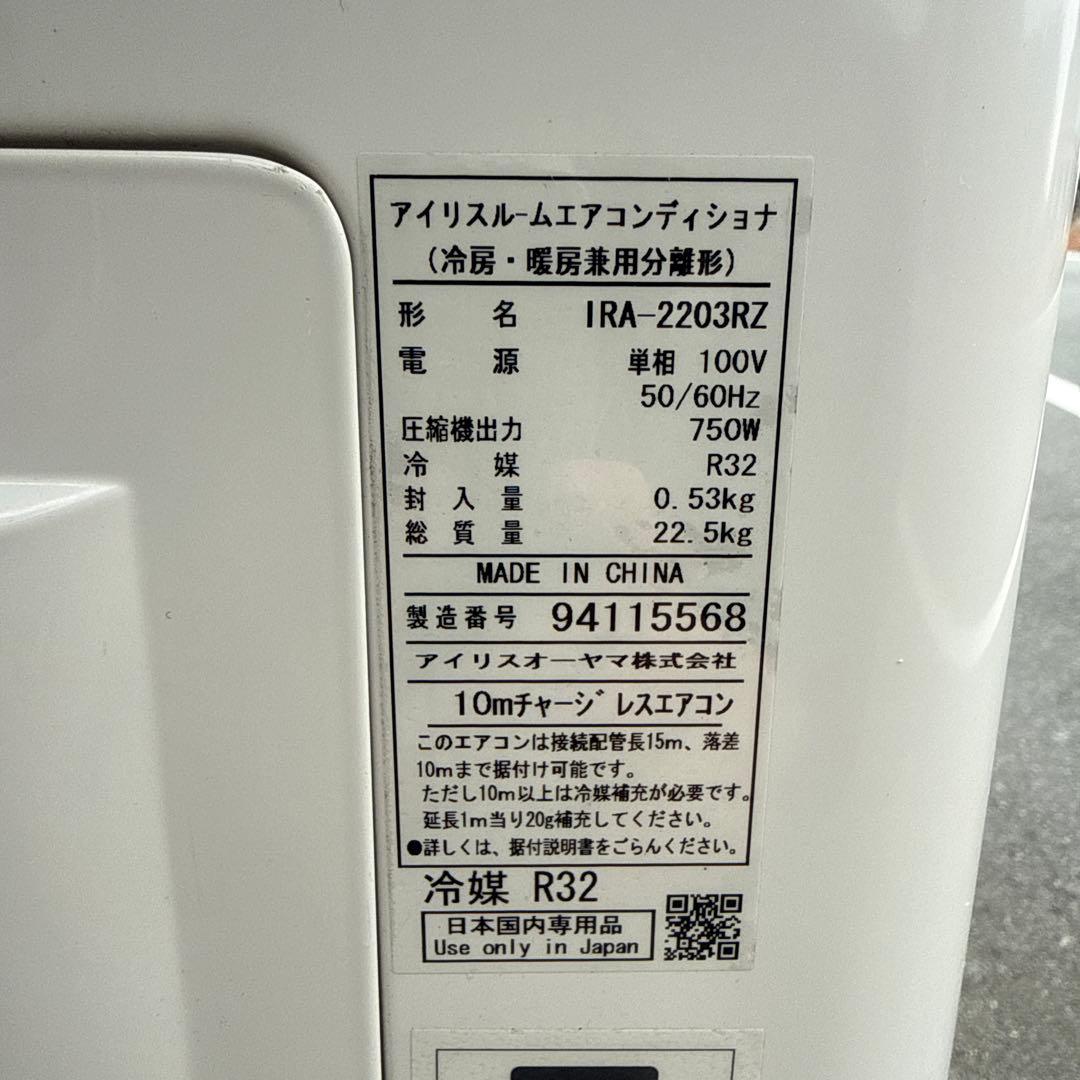 アイリスルームエアコンディショナ
(冷房・暖房兼用分離形)
形名 IRA-2203RZ
電源 単相 100V
50/60Hz
圧縮機出力 750W
冷媒 R32
封入量 0.53kg
総質量 22.5kg
MADE IN CHINA
製造番号 94115568
アイリスオーヤマ株式会社
10mチャージレスエアコン
このエアコンは接続配管長15m、落差
10mまで据付け可能です。
ただし10m以上は冷媒補充が必要です。
延長1m当り20g補充してください。
●詳しくは、据付説明書をごらんください。
冷媒 R32
日本国内専用品
Use only in Japan